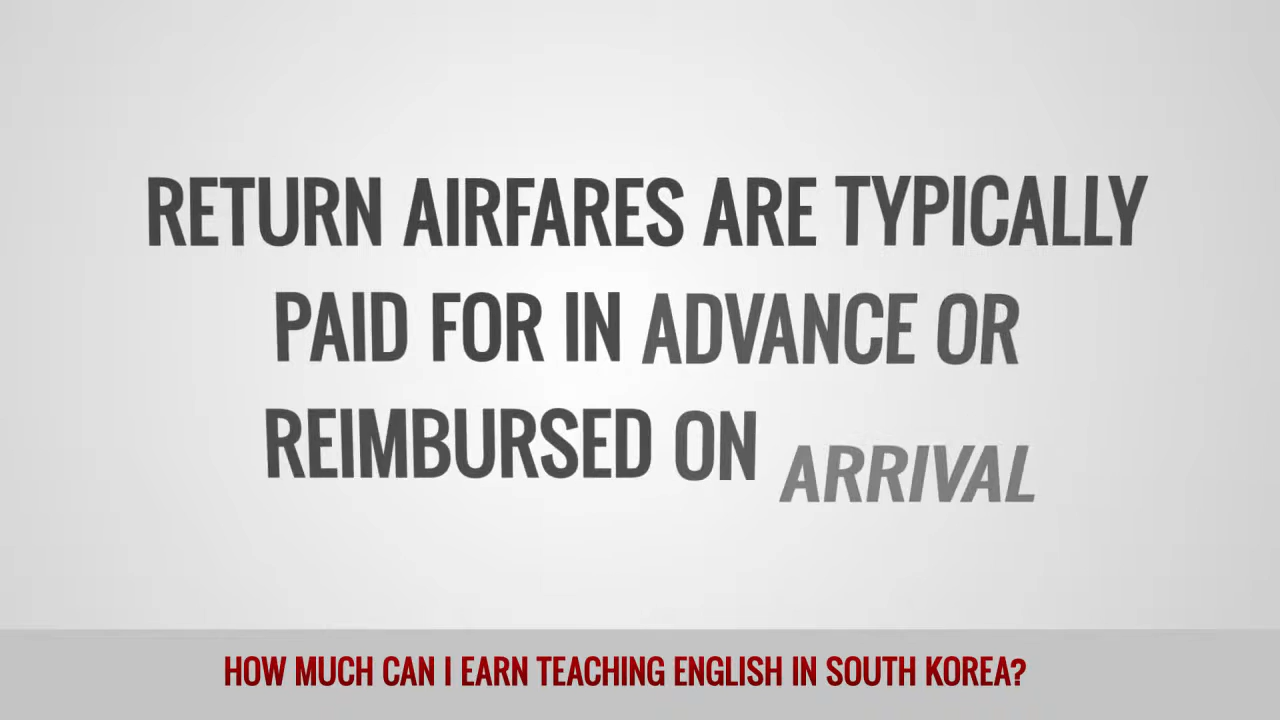 RETURN AIRFARES ARE TYPICALLY
PAID FOR IN ADVANCE OR
REIMBURSED ON ARRIVAL
HOW MUCH CAN I EARN TEACHING ENGLISH IN SOUTH KOREA?